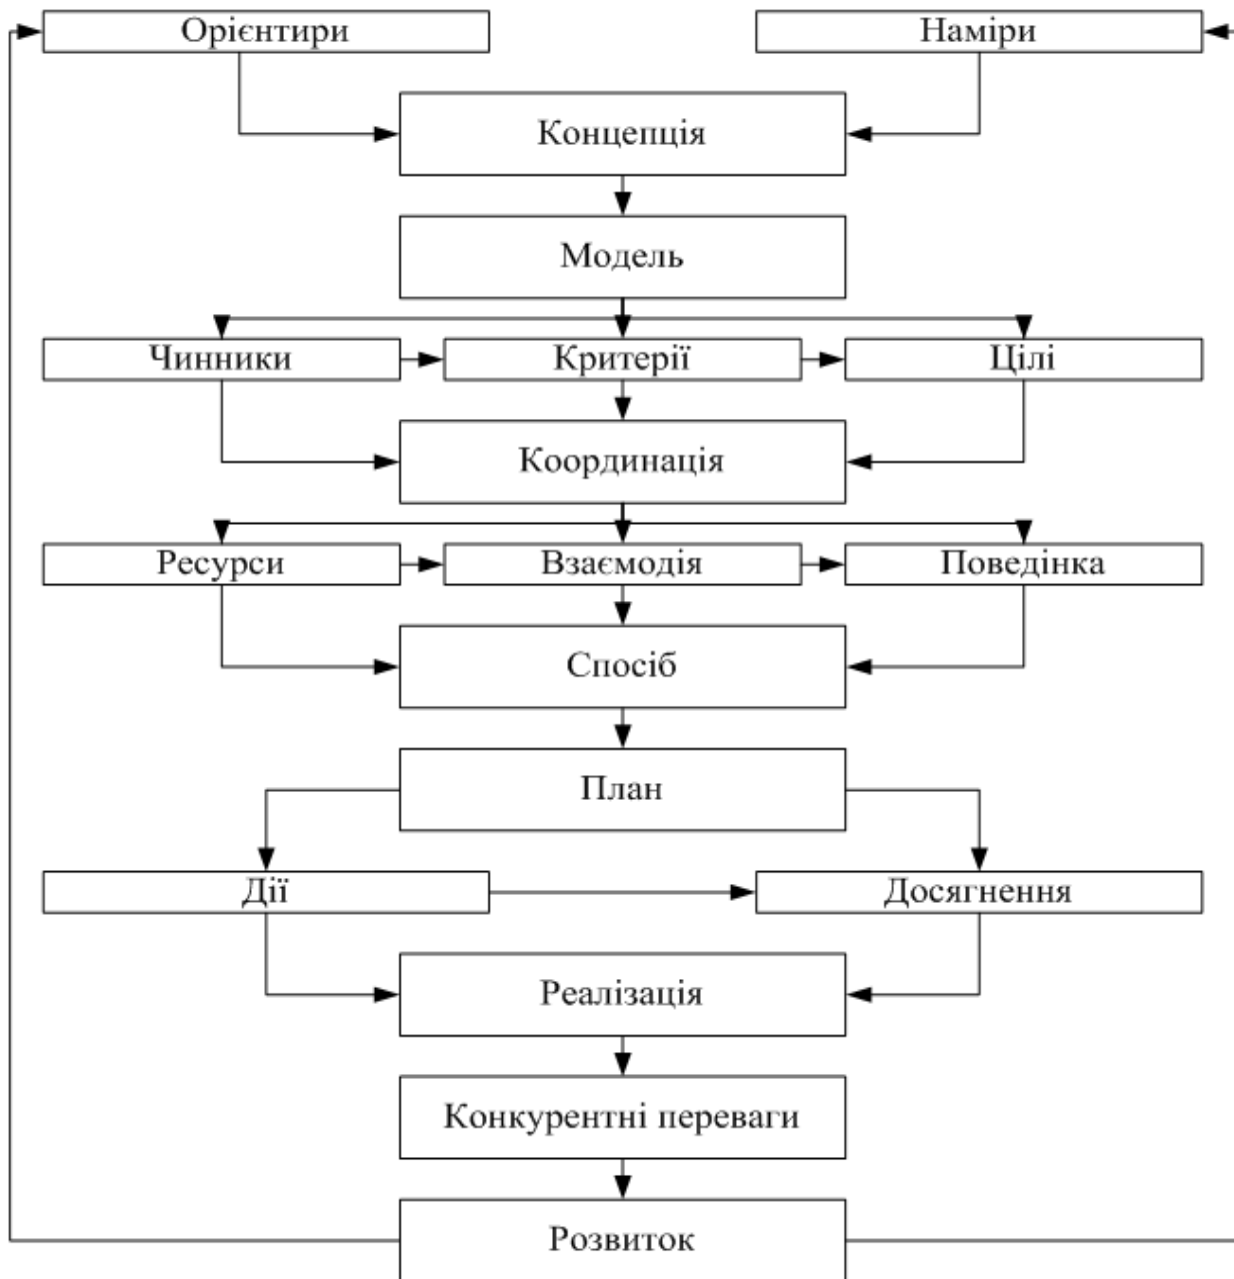 Орієнтири
Наміри
Концепція
Модель
Чинники
Критерії
Цілі
Координація
Ресурси
Взаємодія
Поведінка
Спосіб
План
Дії
Досягнення
Реалізація
Конкурентні переваги
Розвиток